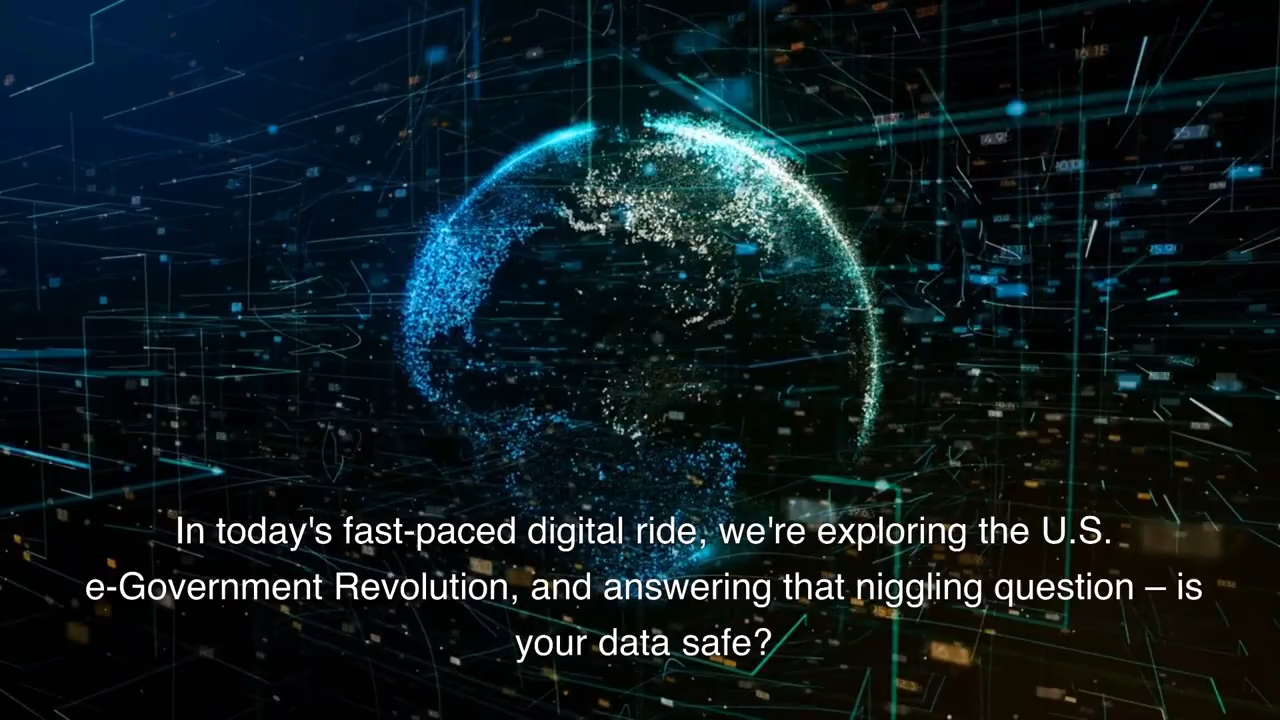 In today's fast-paced digital ride, we're exploring the U.S.
e-Government Revolution, and answering that niggling question – is
your data safe?